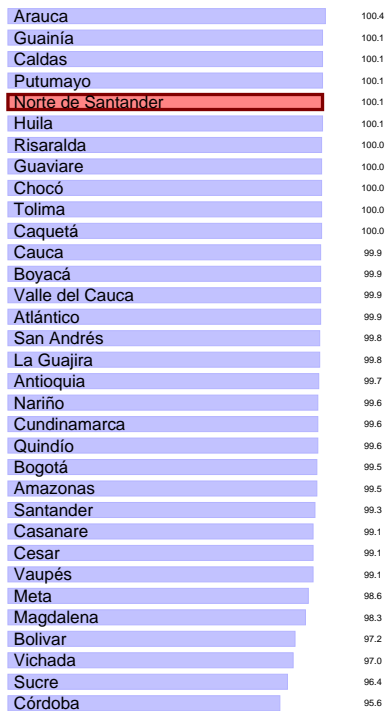 Arauca 100.4
Guainía 100.1
Caldas 100.1
Putumayo 100.1
Norte de Santander 100.1
Huila 100.1
Risaralda 100.0
Guaviare 100.0
Chocó 100.0
Tolima 100.0
Caquetá 100.0
Cauca 99.9
Boyacá 99.9
Valle del Cauca 99.9
Atlántico 99.9
San Andrés 99.8
La Guajira 99.8
Antioquia 99.7
Nariño 99.6
Cundinamarca 99.6
Quindío 99.6
Bogotá 99.5
Amazonas 99.5
Santander 99.3
Casanare 99.1
Cesar 99.1
Vaupés 99.1
Meta 98.6
Magdalena 98.3
Bolivar 97.2
Vichada 97.0
Sucre 96.4
Córdoba 95.6